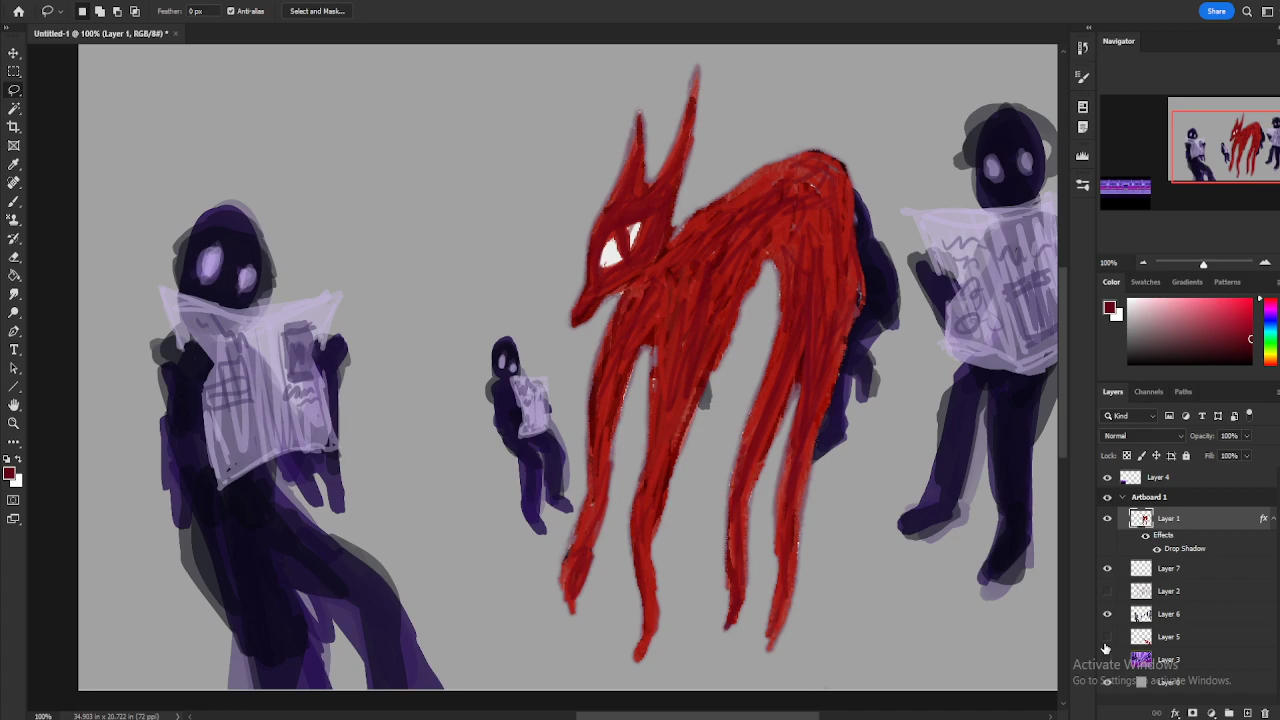 Feather: 0 px Anti-alias Select and Mask... Share
Untitled-1 @ 100% (Layer 1, RGB/8#) * ×
Navigator
100%
Color Swatches Gradients Patterns
Layers Channels Paths
Kind
Normal Opacity: 100%
Lock: Fill: 100%
Layer 4
Artboard 1
Layer 1 fx
Effects
Drop Shadow
Layer 7
Layer 2
Layer 6
Layer 5
Layer 3
Activate Windows
Go to Settings to activate Windows.
100% 34.903 in x 20.722 in (72 ppi)